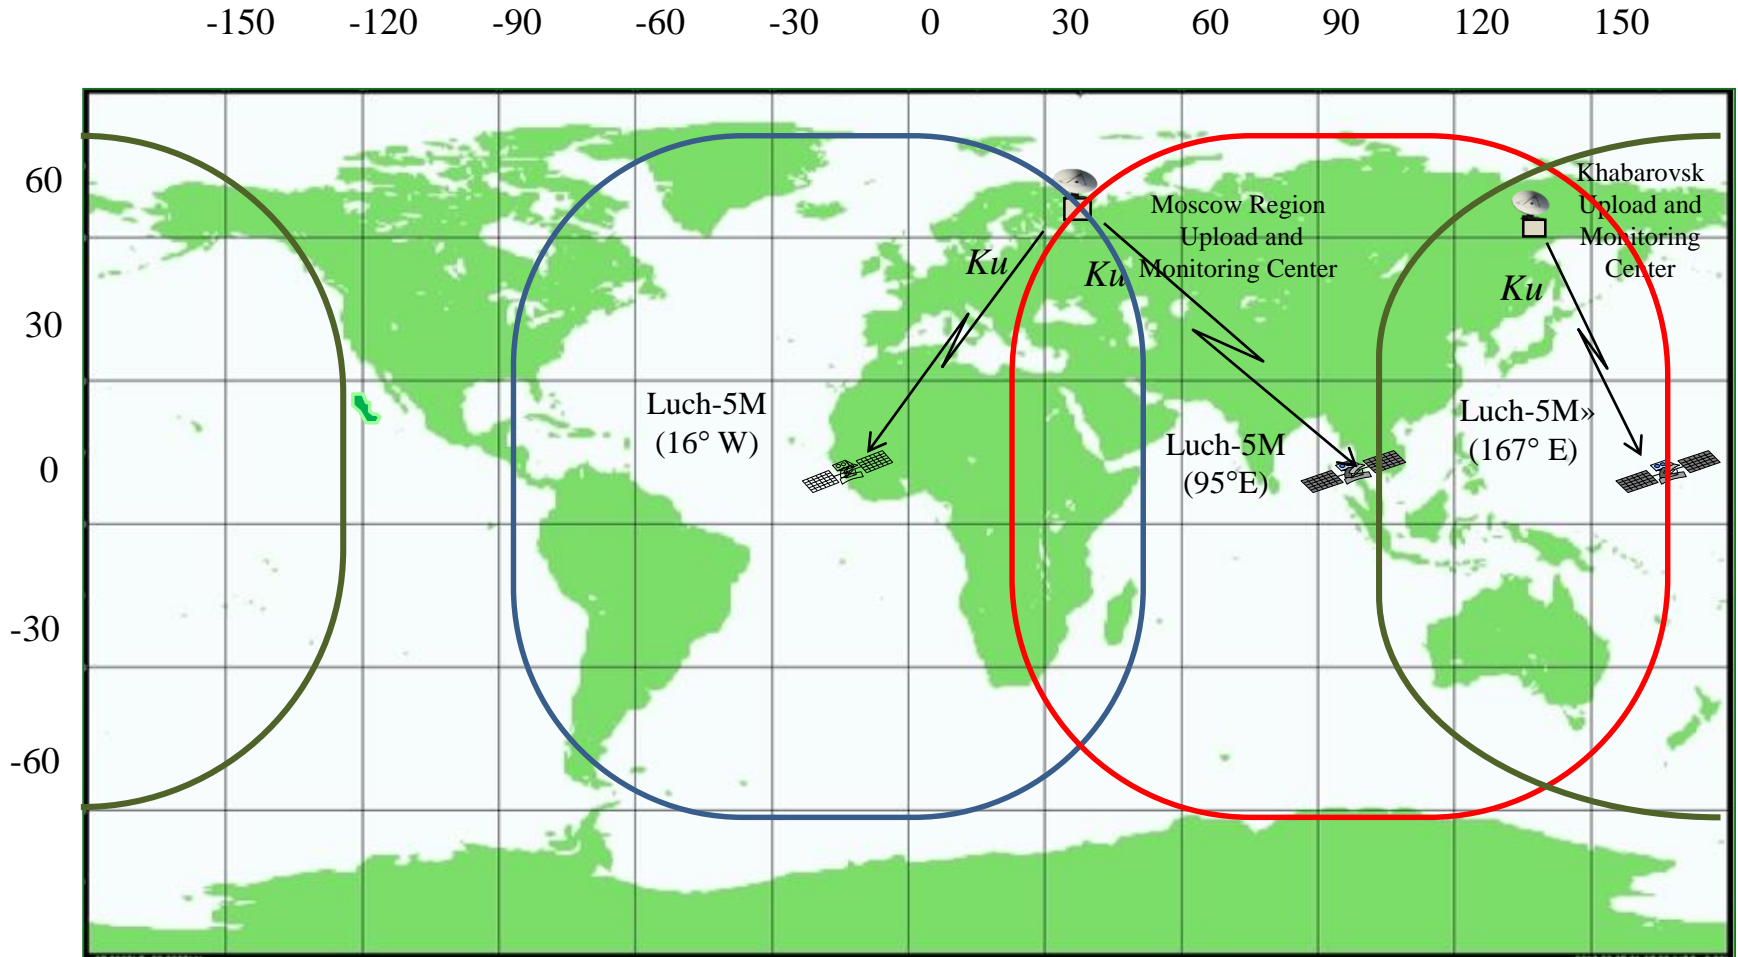 -150 -120 -90 -60 -30 0 30 60 90 120 150
60
30
0
-30
-60
Moscow Region
Upload and
Monitoring Center
Khabarovsk
Upload and
Monitoring
Center
Ku
Ku
Ku
Luch-5M
(16° W)
Luch-5M
(95°E)
Luch-5M»
(167° E)